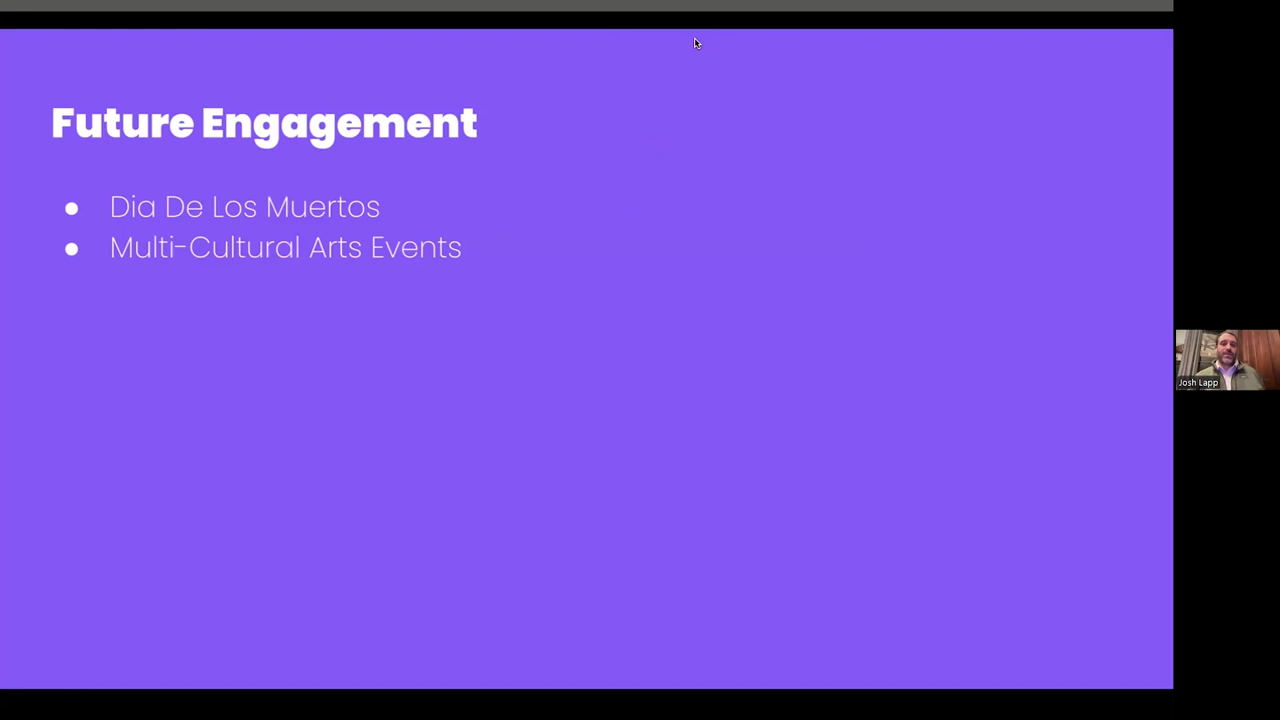 Future Engagement
● Dia De Los Muertos
● Multi-Cultural Arts Events
Josh Lapp